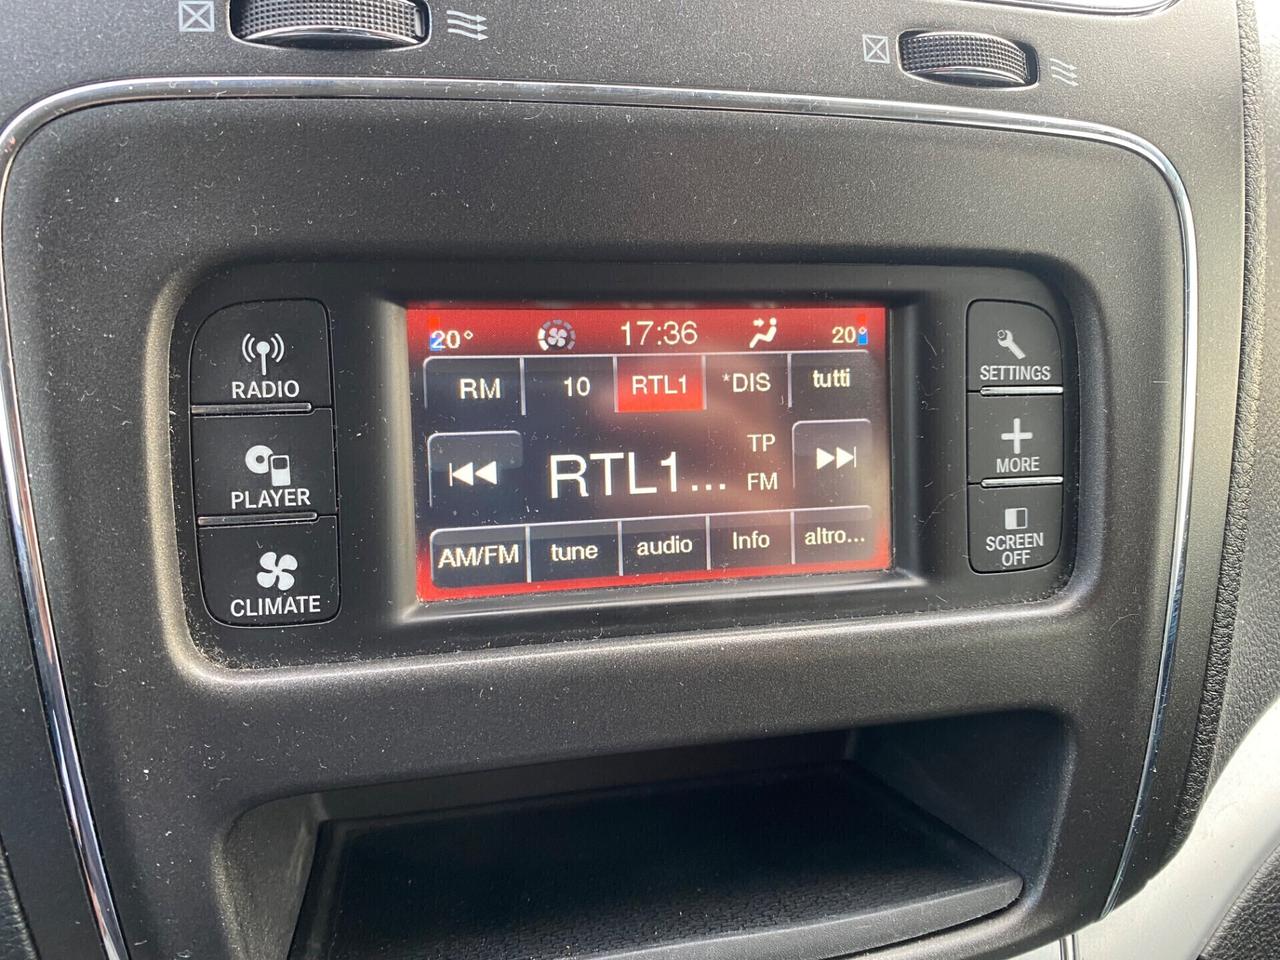 20° 17:36 20°
RM 10 RTL1 *DIS tutti
RTL1...
TP
FM
AM/FM tune audio Info altro...
RADIO
PLAYER
CLIMATE
SETTINGS
MORE
SCREEN
OFF